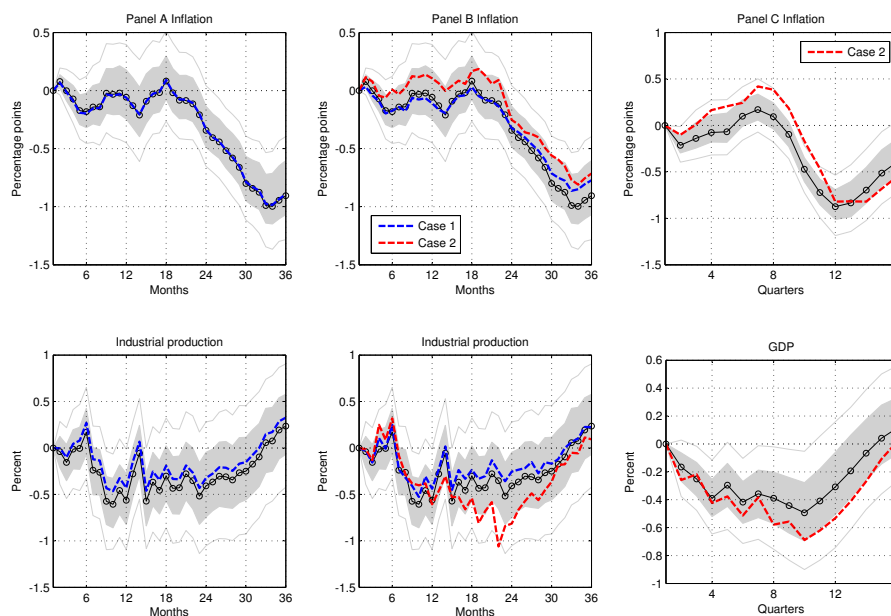 Panel A Inflation
0.5
0
-0.5
-1
-1.5
Percentage points
6 12 18 24 30 36
Months
Panel B Inflation
0.5
0
-0.5
-1
-1.5
Percentage points
Case 1
Case 2
6 12 18 24 30 36
Months
Panel C Inflation
1
0.5
0
-0.5
-1
-1.5
Percentage points
Case 2
4 8 12
Quarters
Industrial production
1
0.5
0
-0.5
-1
-1.5
Percent
6 12 18 24 30 36
Months
Industrial production
1
0.5
0
-0.5
-1
-1.5
Percent
6 12 18 24 30 36
Months
GDP
0.6
0.4
0.2
0
-0.2
-0.4
-0.6
-0.8
-1
Percent
4 8 12
Quarters